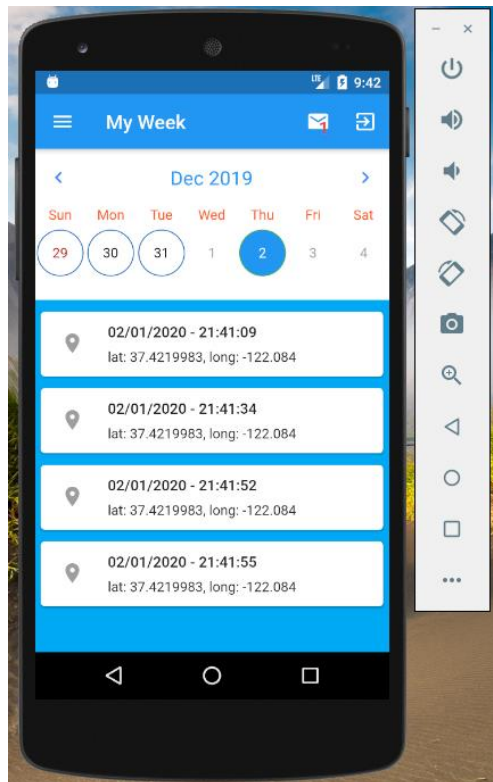 LTE 9:42
My Week 1
Dec 2019
Sun Mon Tue Wed Thu Fri Sat
29 30 31 1 2 3 4
02/01/2020 - 21:41:09
lat: 37.4219983, long: -122.084
02/01/2020 - 21:41:34
lat: 37.4219983, long: -122.084
02/01/2020 - 21:41:52
lat: 37.4219983, long: -122.084
02/01/2020 - 21:41:55
lat: 37.4219983, long: -122.084